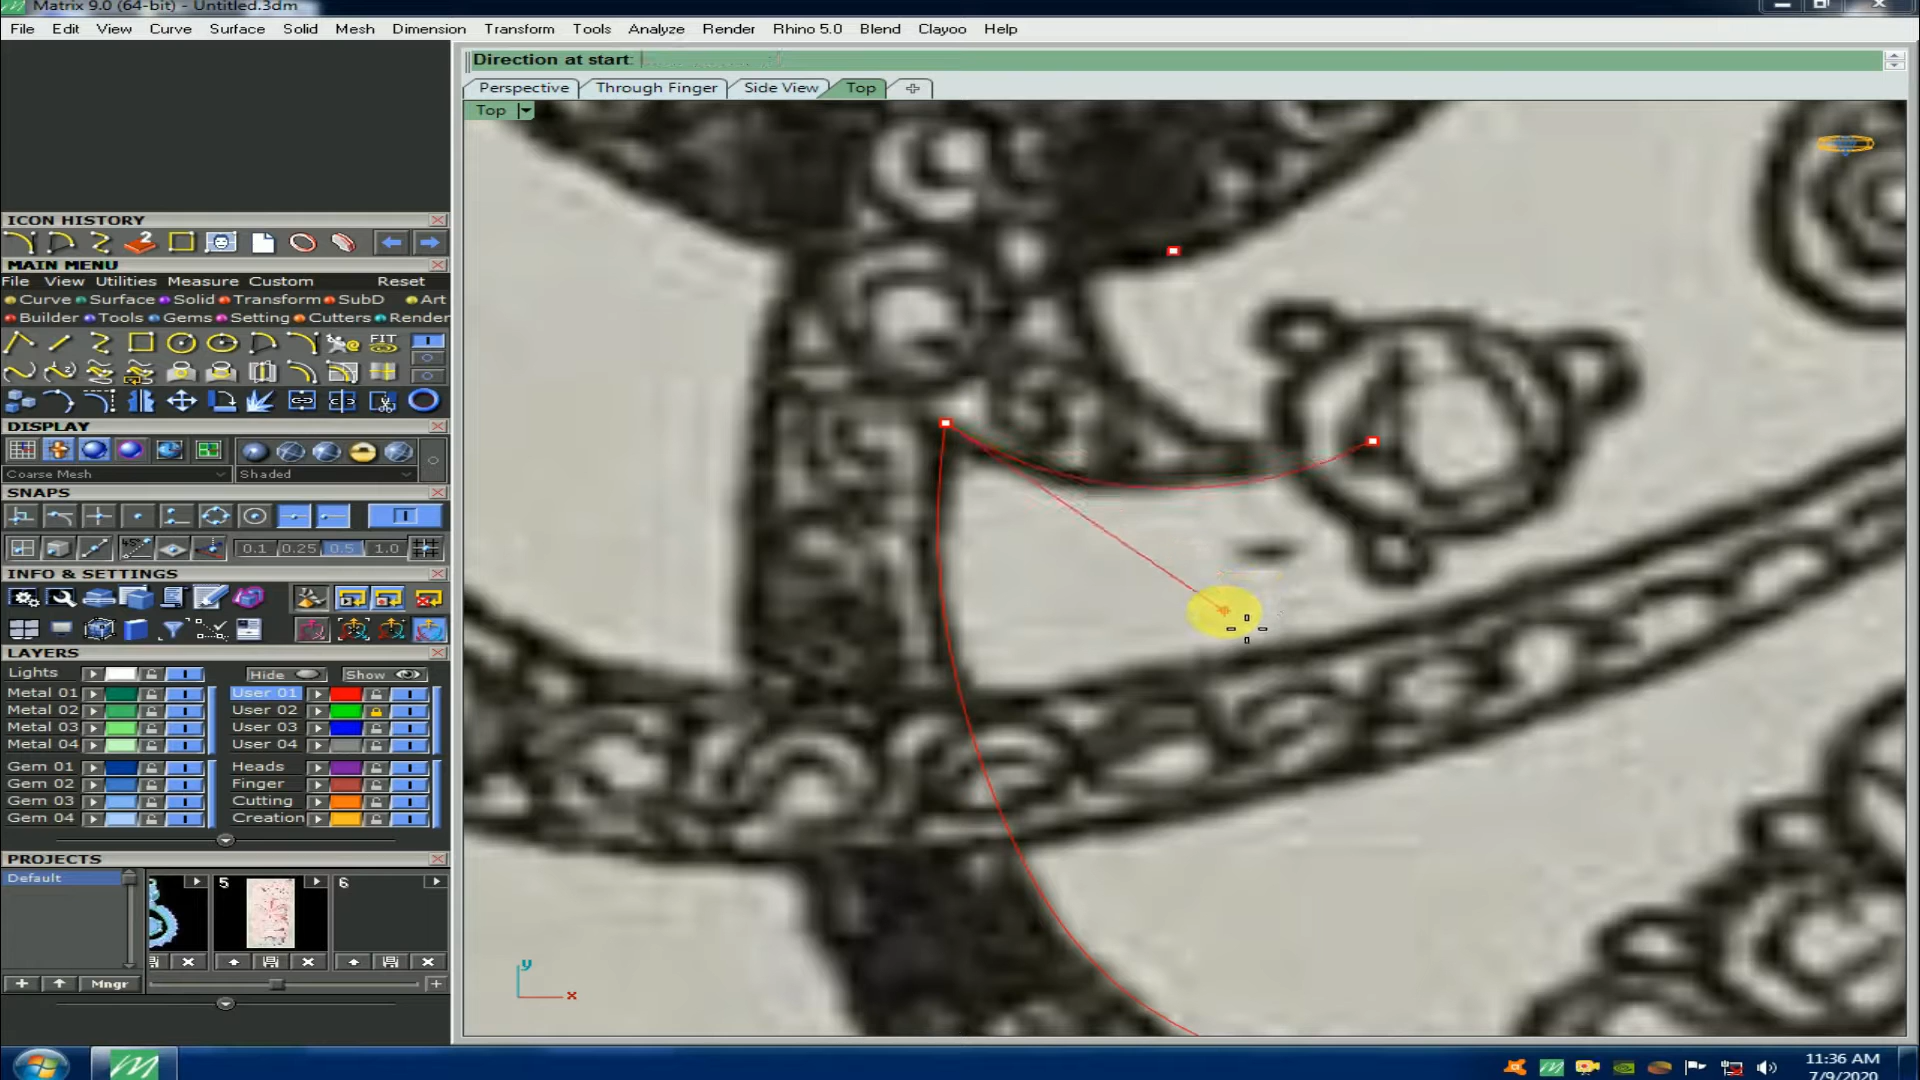 Matrix 9.0 (64-bit) - Untitled.3dm
File Edit View Curve Surface Solid Mesh Dimension Transform Tools Analyze Render Rhino 5.0 Blend Clayoo Help
Direction at start:
Perspective Through Finger Side View Top
Top
ICON HISTORY
2
MAIN MENU
File View Utilities Measure Custom Reset
Curve Surface Solid Transform SubD Art
Builder Tools Gems Setting Cutters Render
FIT
DISPLAY
Coarse Mesh Shaded
SNAPS
45°
0.1 0.25 0.5 1.0
INFO & SETTINGS
LAYERS
Lights Hide Show
Metal 01 User 01
Metal 02 User 02
Metal 03 User 03
Metal 04 User 04
Gem 01 Heads
Gem 02 Finger
Gem 03 Cutting
Gem 04 Creation
PROJECTS
Default
5 6
Mngr
y
x
11:36 AM
7/9/2020